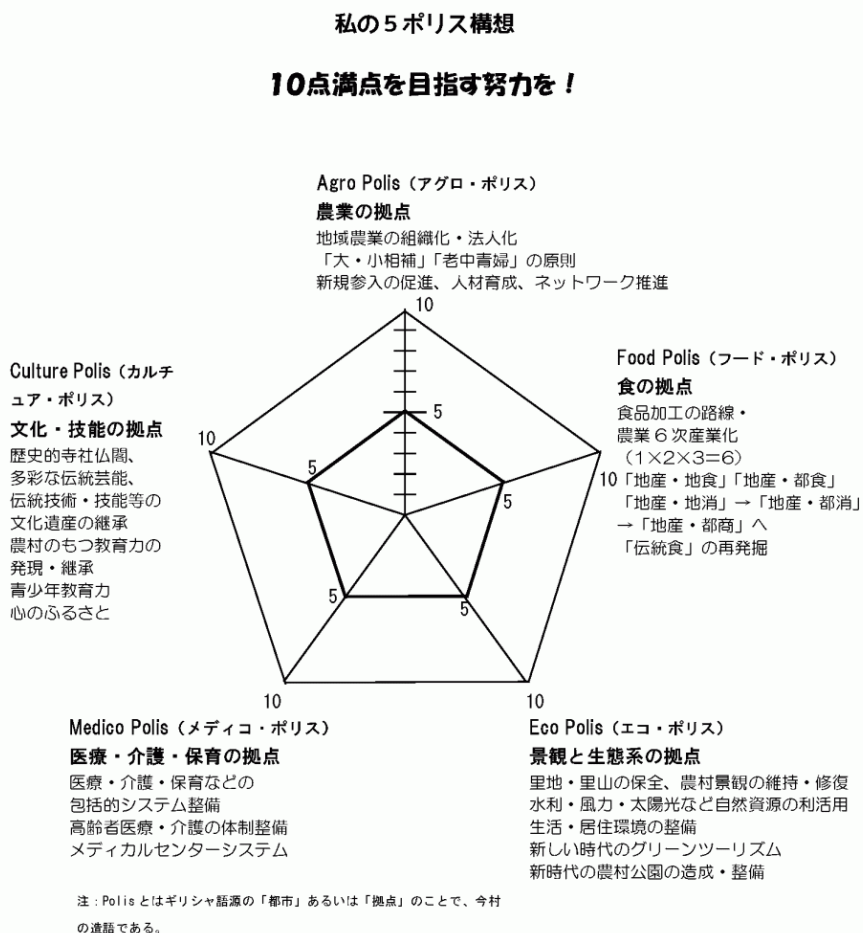 私の５ポリス構想
10点満点を目指す努力を！
Agro Polis（アグロ・ポリス）
農業の拠点
地域農業の組織化・法人化
「大・小相補」「老中青婦」の原則
新規参入の促進、人材育成、ネットワーク推進
10
5
Culture Polis（カルチ
ュア・ポリス）
文化・技能の拠点
歴史的寺社仏閣、
多彩な伝統芸能、
伝統技術・技能等の
文化遺産の継承
農村のもつ教育力の
発現・継承
青少年教育力
心のふるさと
10
5
Food Polis（フード・ポリス）
食の拠点
食品加工の路線・
農業６次産業化
（1×2×3＝6）
「地産・地食」「地産・都食」
「地産・地消」→「地産・都消」
→「地産・都商」へ
「伝統食」の再発掘
10
5
5
5
10
10
Medico Polis（メディコ・ポリス）
医療・介護・保育の拠点
医療・介護・保育などの
包括的システム整備
高齢者医療・介護の体制整備
メディカルセンターシステム
Eco Polis（エコ・ポリス）
景観と生態系の拠点
里地・里山の保全、農村景観の維持・修復
水利・風力・太陽光など自然資源の利活用
生活・居住環境の整備
新しい時代のグリーンツーリズム
新時代の農村公園の造成・整備
注：Polisとはギリシャ語源の「都市」あるいは「拠点」のことで、今村
の造語である。